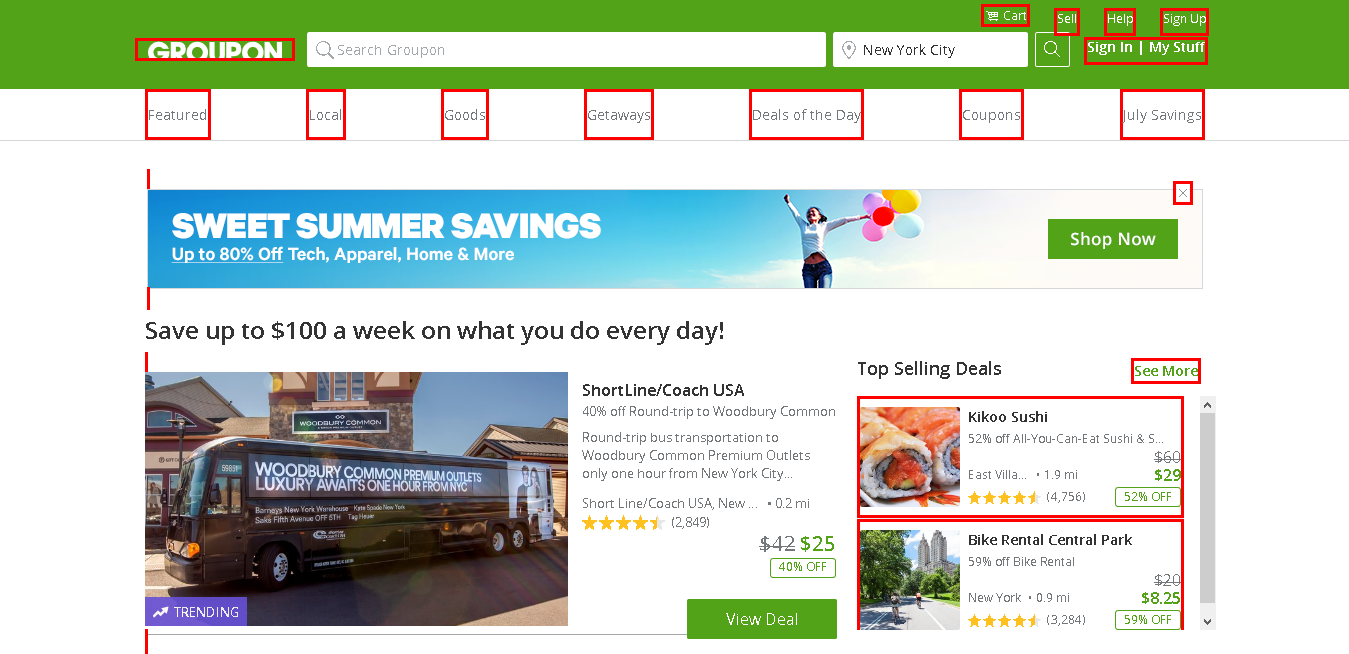 Cart
Sell
Help
Sign Up
GROUPON
Search Groupon
New York City
Sign In | My Stuff
Featured
Local
Goods
Getaways
Deals of the Day
Coupons
July Savings
SWEET SUMMER SAVINGS
Up to 80% Off Tech, Apparel, Home & More
Shop Now
Save up to $100 a week on what you do every day!
WOODBURY COMMON
59851
WOODBURY COMMON PREMIUM OUTLETS
LUXURY AWAITS ONE HOUR FROM NYC
Barneys New York Warehouse Kate Spade New York
Saks Fifth Avenue OFF 5TH Tag Heuer
TRENDING
ShortLine/Coach USA
40% off Round-trip to Woodbury Common
Round-trip bus transportation to
Woodbury Common Premium Outlets
only one hour from New York City...
Short Line/Coach USA, New ... • 0.2 mi
(2,849)
$42 $25
40% OFF
View Deal
Top Selling Deals
See More
Kikoo Sushi
52% off All-You-Can-Eat Sushi & S...
$60
East Villa... • 1.9 mi
$29
(4,756)
52% OFF
Bike Rental Central Park
59% off Bike Rental
$20
New York • 0.9 mi
$8.25
(3,284)
59% OFF